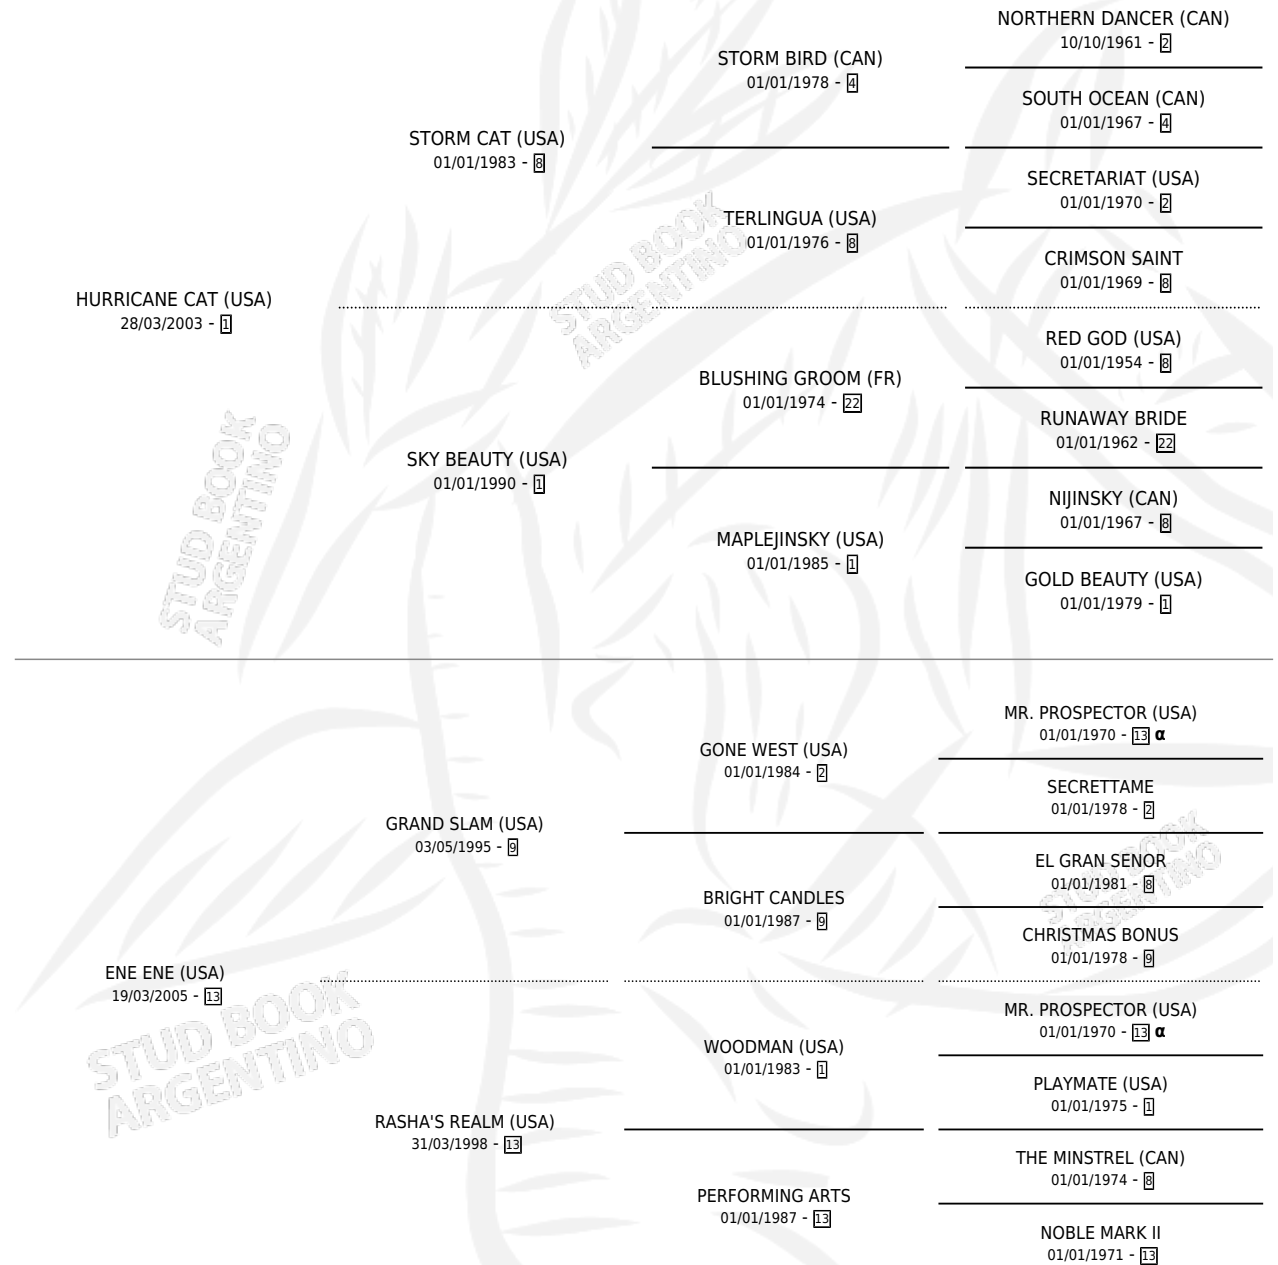 NORTHERN DANCER (CAN)
10/10/1961 - 2
STORM BIRD (CAN)
01/01/1978 - 4
SOUTH OCEAN (CAN)
01/01/1967 - 4
STORM CAT (USA)
01/01/1983 - 8
SECRETARIAT (USA)
01/01/1970 - 2
TERLINGUA (USA)
01/01/1976 - 8
CRIMSON SAINT
01/01/1969 - 8
HURRICANE CAT (USA)
28/03/2003 - 1
RED GOD (USA)
01/01/1954 - 8
BLUSHING GROOM (FR)
01/01/1974 - 22
RUNAWAY BRIDE
01/01/1962 - 22
SKY BEAUTY (USA)
01/01/1990 - 1
NIJINSKY (CAN)
01/01/1967 - 8
MAPLEJINSKY (USA)
01/01/1985 - 1
GOLD BEAUTY (USA)
01/01/1979 - 1
MR. PROSPECTOR (USA)
01/01/1970 - 13 α
GONE WEST (USA)
01/01/1984 - 2
SECRETTAME
01/01/1978 - 2
GRAND SLAM (USA)
03/05/1995 - 9
EL GRAN SENOR
01/01/1981 - 8
BRIGHT CANDLES
01/01/1987 - 9
CHRISTMAS BONUS
01/01/1978 - 9
ENE ENE (USA)
19/03/2005 - 13
MR. PROSPECTOR (USA)
01/01/1970 - 13 α
WOODMAN (USA)
01/01/1983 - 1
PLAYMATE (USA)
01/01/1975 - 1
RASHA'S REALM (USA)
31/03/1998 - 13
THE MINSTREL (CAN)
01/01/1974 - 8
PERFORMING ARTS
01/01/1987 - 13
NOBLE MARK II
01/01/1971 - 13
STUD BOOK
ARGENTINO
STUD BOOK
ARGENTINO
STUD BOOK
ARGENTINO
STUD BOOK
ARGENTINO